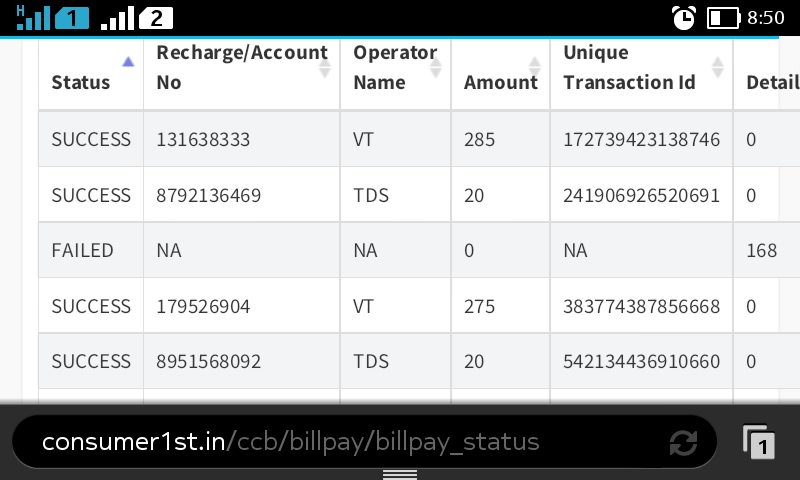 H 1 2 8:50
Status Recharge/Account No Operator Name Amount Unique Transaction Id Detail
SUCCESS 131638333 VT 285 172739423138746 0
SUCCESS 8792136469 TDS 20 241906926520691 0
FAILED NA NA 0 NA 168
SUCCESS 179526904 VT 275 383774387856668 0
SUCCESS 8951568092 TDS 20 542134436910660 0
consumer1st.in/ccb/billpay/billpay_status 1